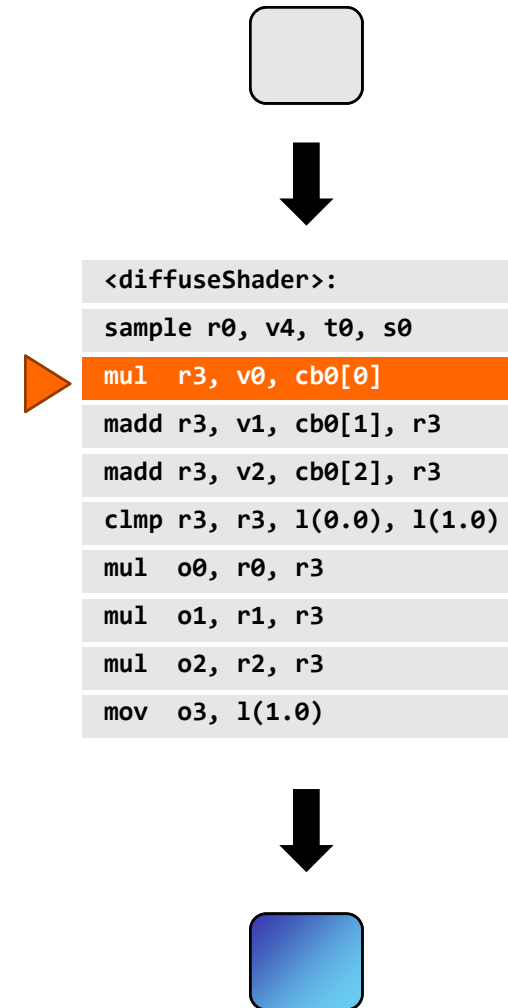 <diffuseShader>:
sample r0, v4, t0, s0
mul  r3, v0, cb0[0]
madd r3, v1, cb0[1], r3
madd r3, v2, cb0[2], r3
clmp r3, r3, l(0.0), l(1.0)
mul  o0, r0, r3
mul  o1, r1, r3
mul  o2, r2, r3
mov  o3, l(1.0)